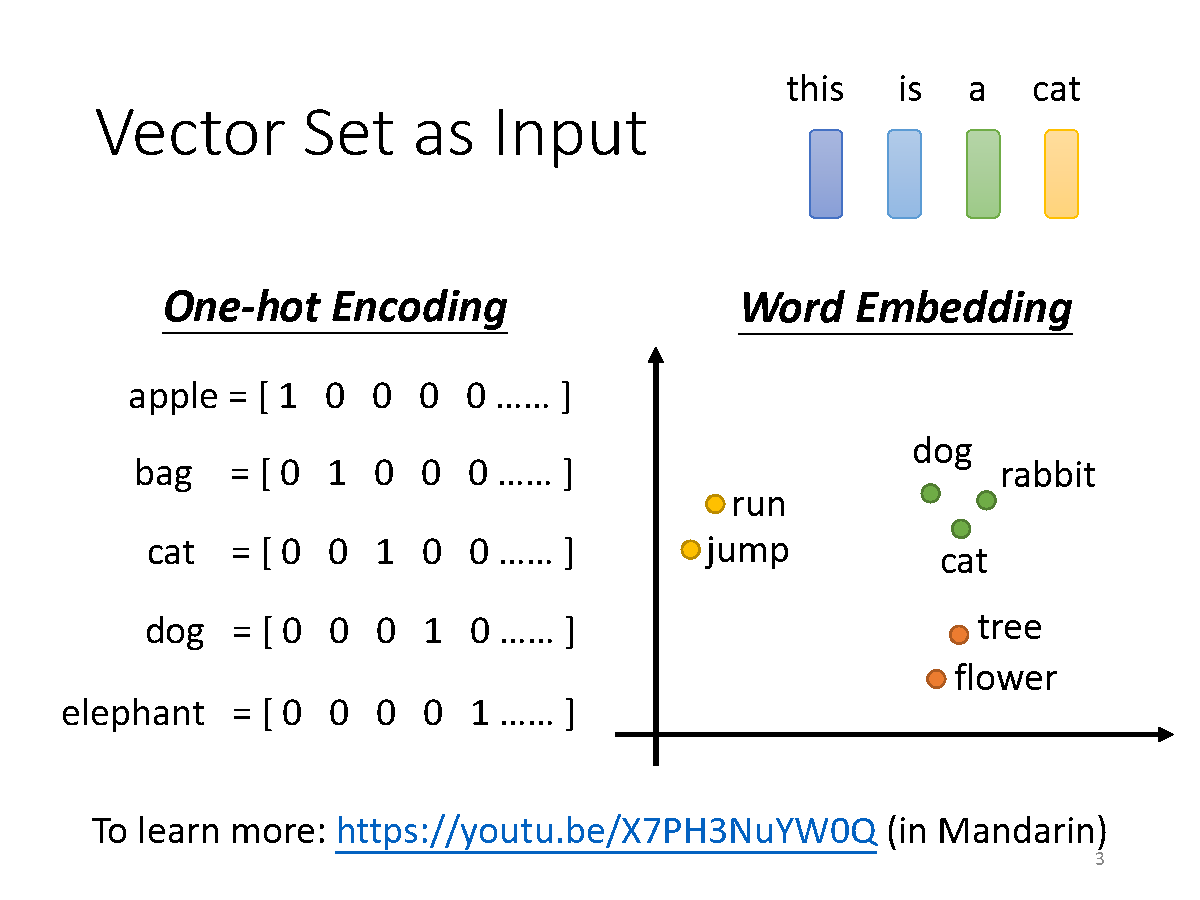 this is a cat
Vector Set as Input
One-hot Encoding
apple = [ 1 0 0 0 0 …… ]
bag = [ 0 1 0 0 0 …… ]
cat = [ 0 0 1 0 0 …… ]
dog = [ 0 0 0 1 0 …… ]
elephant = [ 0 0 0 0 1 …… ]
Word Embedding
dog
rabbit
run
jump
cat
tree
flower
To learn more: https://youtu.be/X7PH3NuYW0Q (in Mandarin)
3